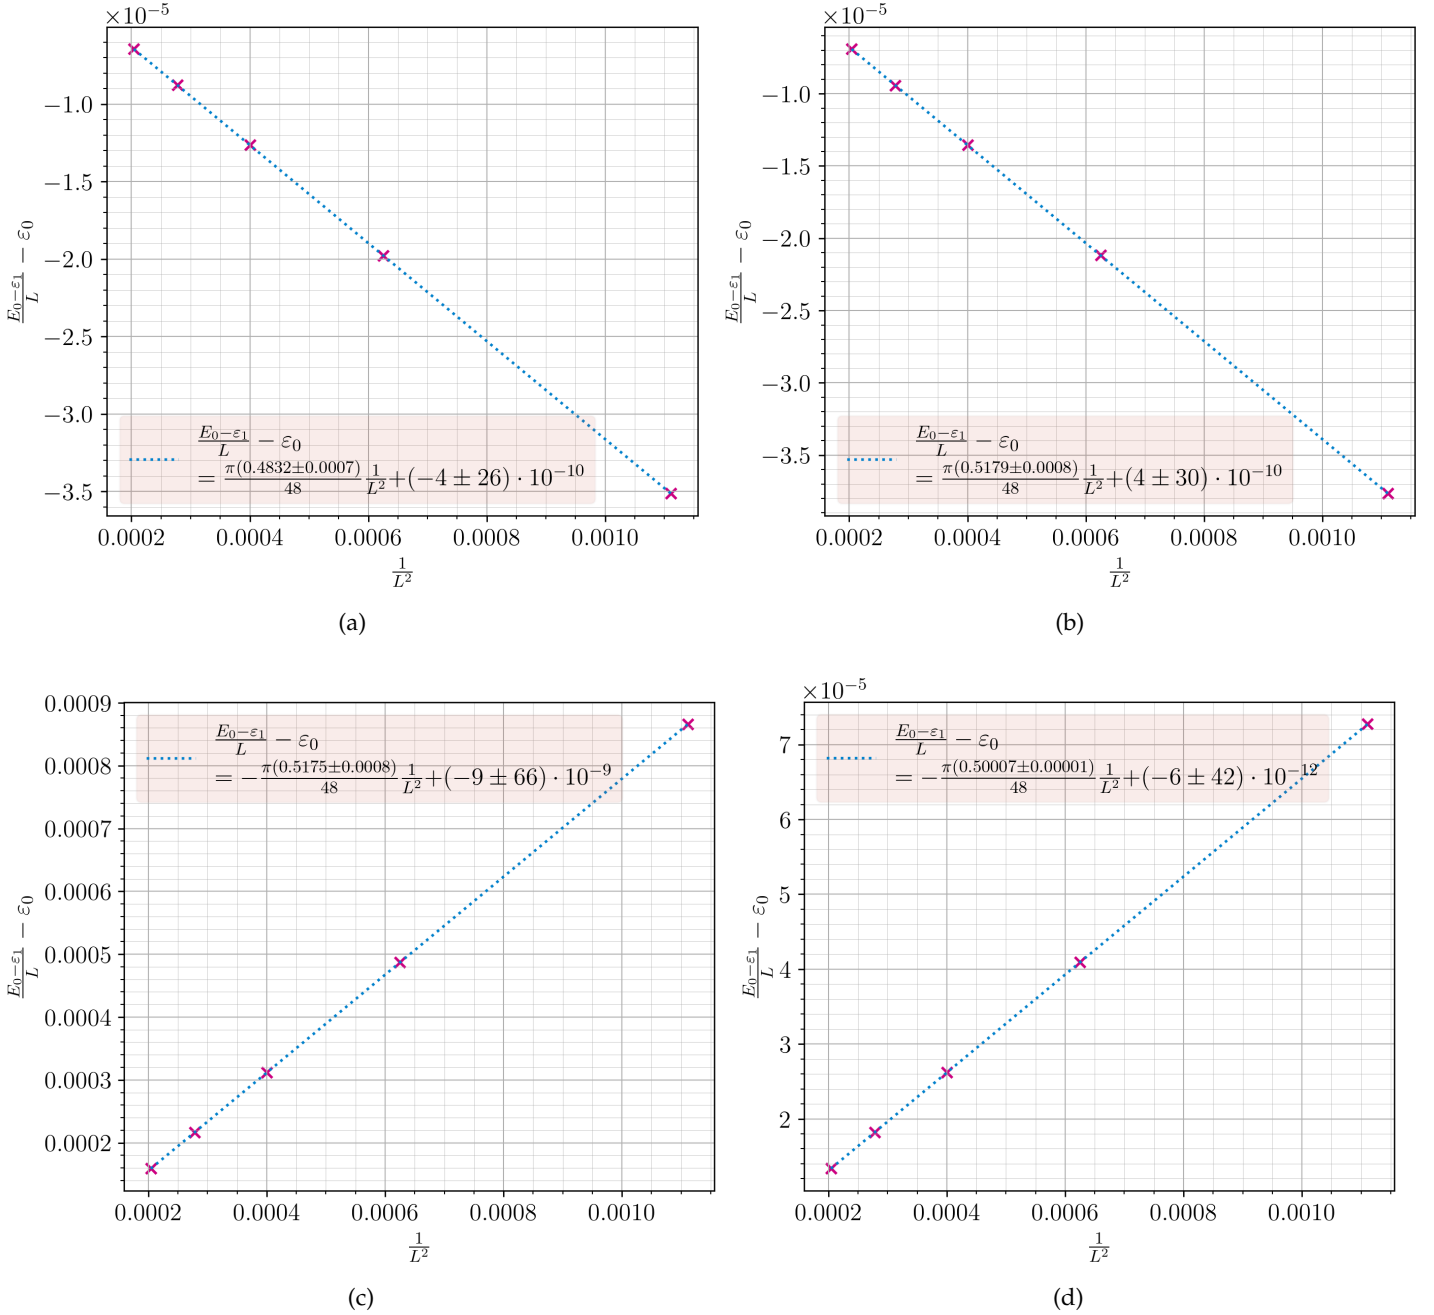 ×10⁻⁵
−1.0
−1.5
−2.0
−2.5
−3.0
−3.5
0.0002 0.0004 0.0006 0.0008 0.0010
1/L²
(E₀−ε₁)/L − ε₀
(E₀−ε₁)/L − ε₀
= π(0.4832±0.0007)/48 1/L² +(−4 ± 26) · 10⁻¹⁰
(a)
×10⁻⁵
−1.0
−1.5
−2.0
−2.5
−3.0
−3.5
0.0002 0.0004 0.0006 0.0008 0.0010
1/L²
(E₀−ε₁)/L − ε₀
(E₀−ε₁)/L − ε₀
= π(0.5179±0.0008)/48 1/L² +(4 ± 30) · 10⁻¹⁰
(b)
0.0009
0.0008
0.0007
0.0006
0.0005
0.0004
0.0003
0.0002
0.0002 0.0004 0.0006 0.0008 0.0010
1/L²
(E₀−ε₁)/L − ε₀
(E₀−ε₁)/L − ε₀
= −π(0.5175±0.0008)/48 1/L² +(−9 ± 66) · 10⁻⁹
(c)
×10⁻⁵
7
6
5
4
3
2
0.0002 0.0004 0.0006 0.0008 0.0010
1/L²
(E₀−ε₁)/L − ε₀
(E₀−ε₁)/L − ε₀
= −π(0.50007±0.00001)/48 1/L² +(−6 ± 42) · 10⁻¹²
(d)